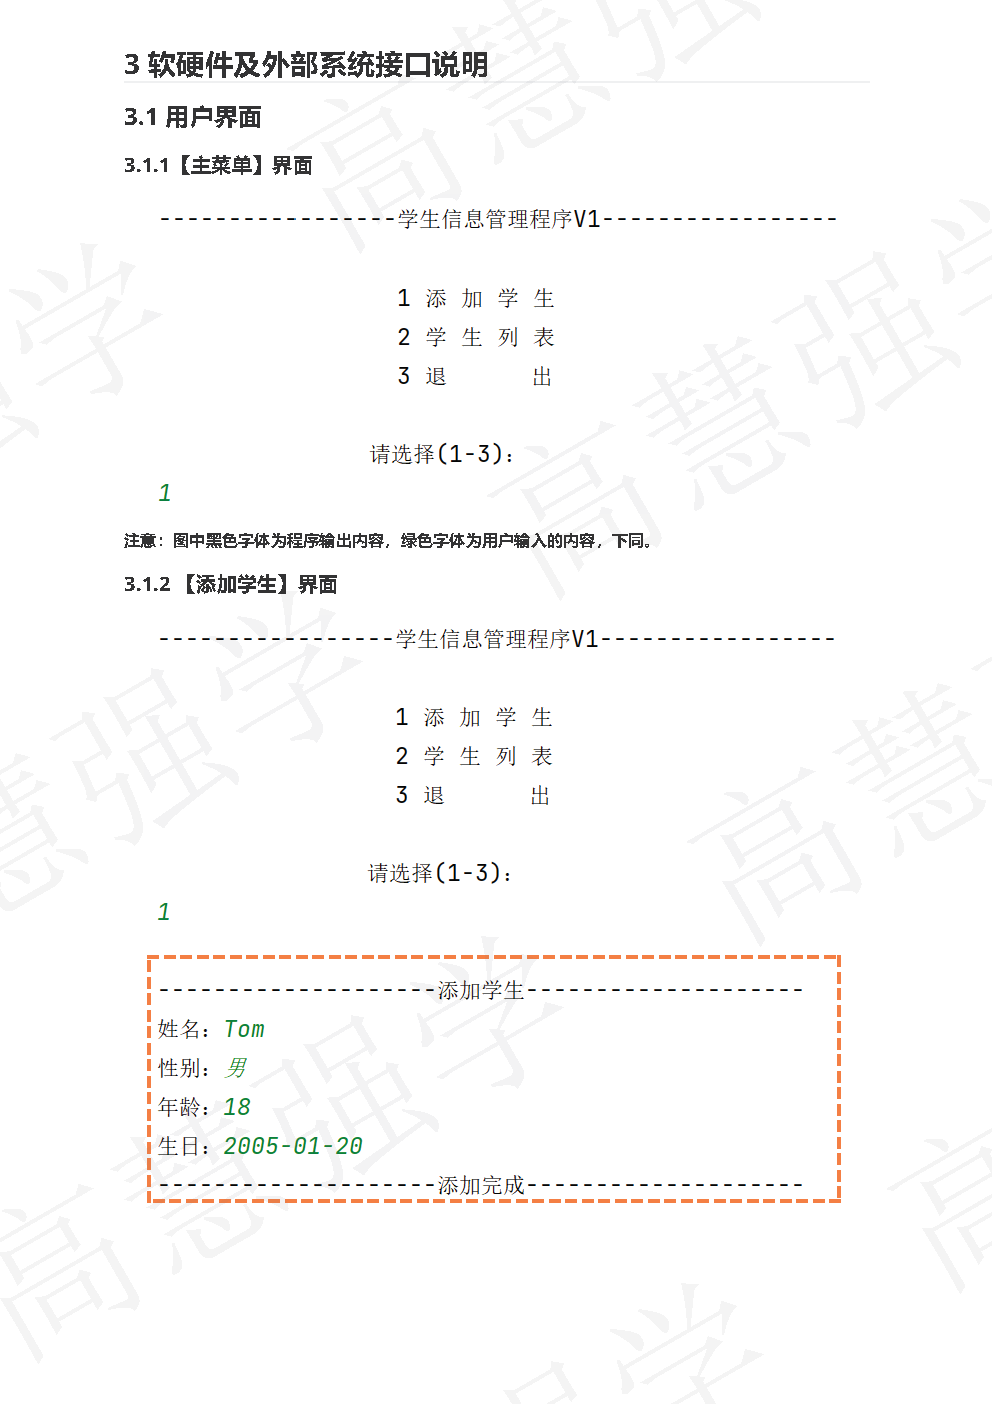 3 软硬件及外部系统接口说明
3.1 用户界面
3.1.1【主菜单】界面
-----------------学生信息管理程序V1-----------------
1 添 加 学 生
2 学 生 列 表
3 退      出
请选择(1-3)：
1
注意：图中黑色字体为程序输出内容，绿色字体为用户输入的内容，下同。
3.1.2 【添加学生】界面
-----------------学生信息管理程序V1-----------------
1 添 加 学 生
2 学 生 列 表
3 退      出
请选择(1-3)：
1
--------------------添加学生--------------------
姓名：Tom
性别：男
年龄：18
生日：2005-01-20
--------------------添加完成--------------------
高慧强学